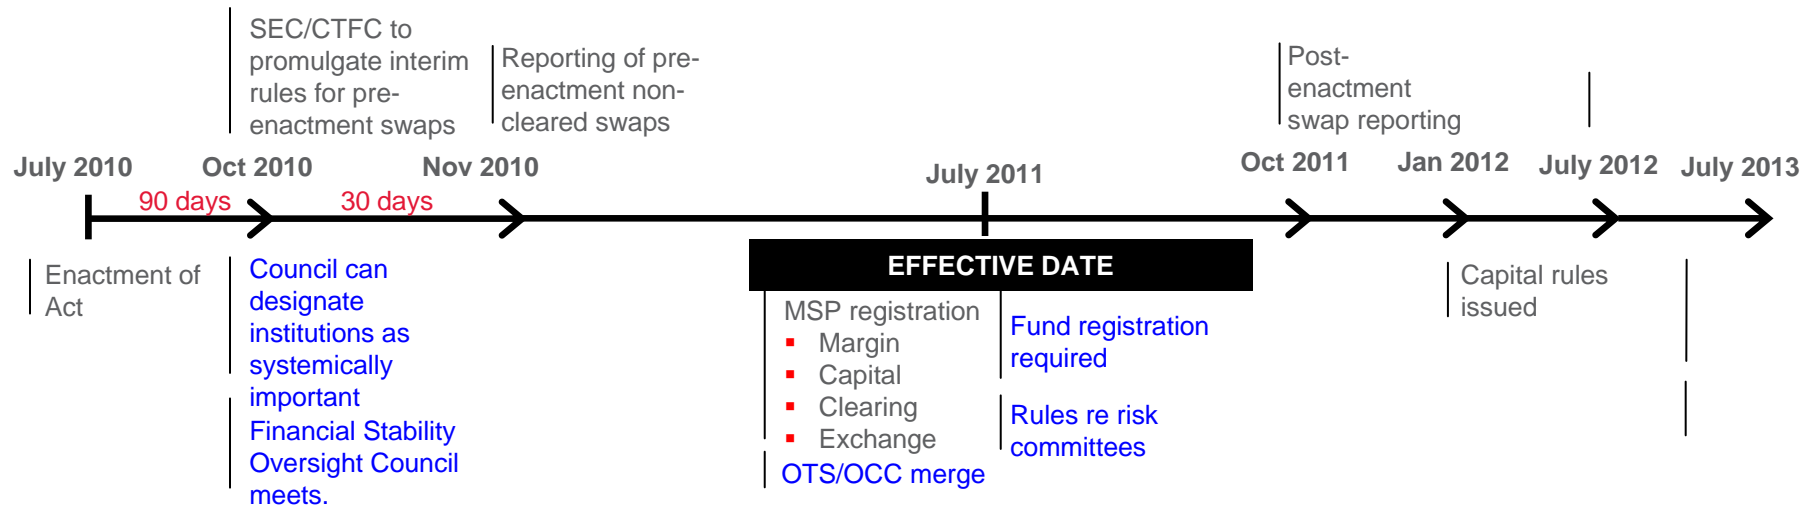 SEC/CTFC to
promulgate interim
rules for pre-
enactment swaps
Reporting of pre-
enactment non-
cleared swaps
Post-
enactment
swap reporting
July 2010
Oct 2010
Nov 2010
July 2011
Oct 2011
Jan 2012
July 2012
July 2013
90 days
30 days
Enactment of
Act
Council can
designate
institutions as
systemically
important
Financial Stability
Oversight Council
meets.
EFFECTIVE DATE
MSP registration
▪ Margin
▪ Capital
▪ Clearing
▪ Exchange
OTS/OCC merge
Fund registration
required
Rules re risk
committees
Capital rules
issued